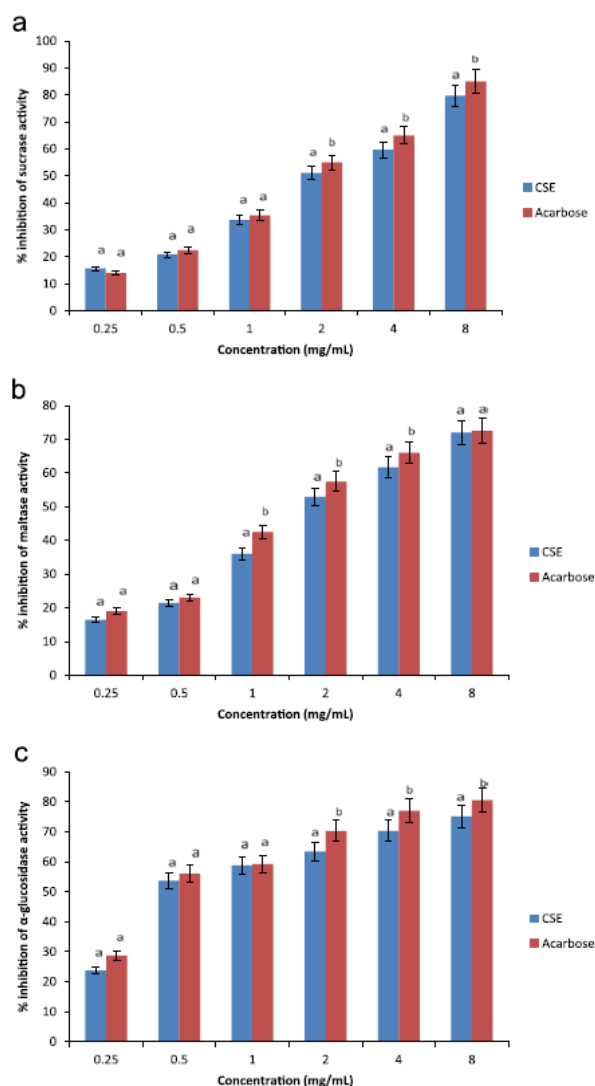 a
% inhibition of sucrase activity
100
90
80
70
60
50
40
30
20
10
0
a a
a a
a a
a b
a b
a b
0.25 0.5 1 2 4 8
Concentration (mg/mL)
CSE
Acarbose
b
% inhibition of maltase activity
80
70
60
50
40
30
20
10
0
a a
a a
a b
a b
a b
a a
0.25 0.5 1 2 4 8
Concentration (mg/mL)
CSE
Acarbose
c
% inhibition of α-glucosidase activity
90
80
70
60
50
40
30
20
10
0
a a
a a
a a
a b
a b
a b
0.25 0.5 1 2 4 8
Concentration (mg/mL)
CSE
Acarbose